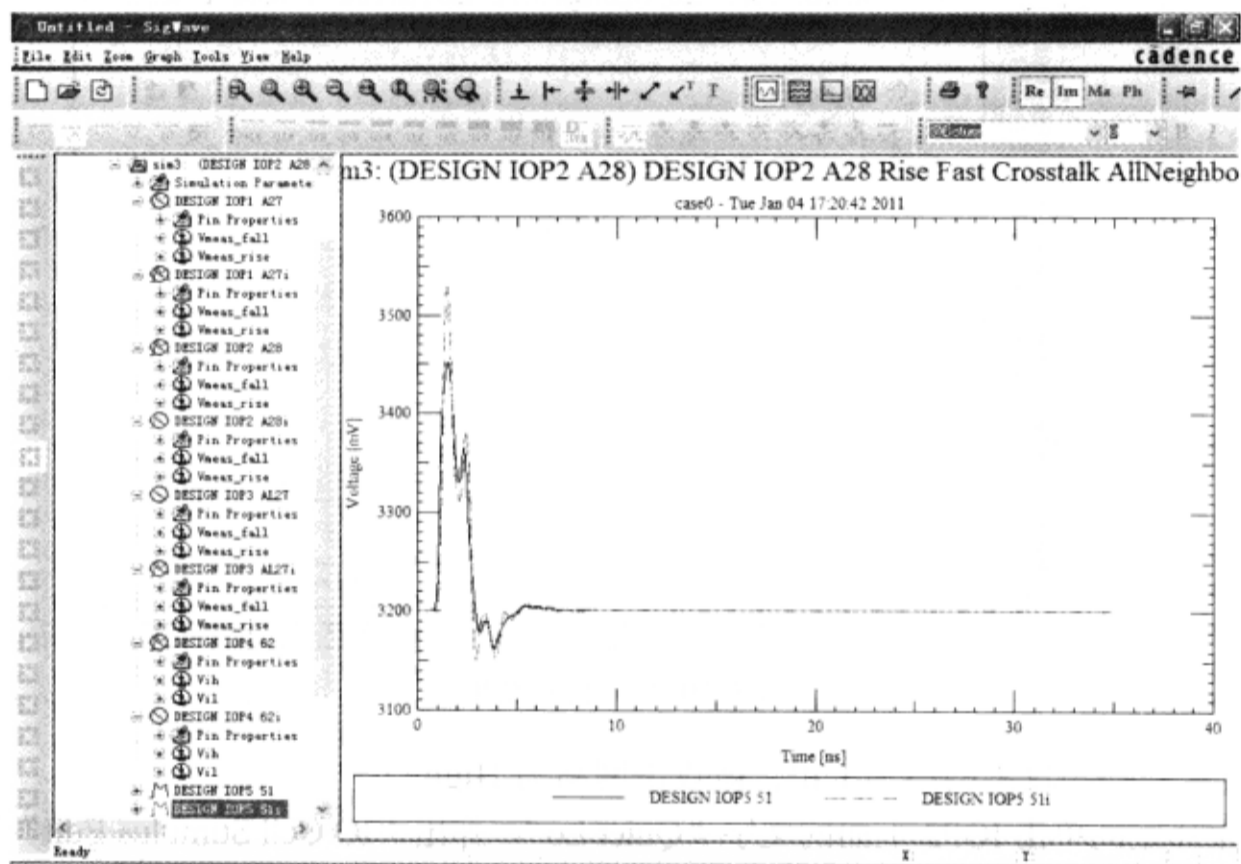 Untitled - SigWave
File Edit Zoom Graph Tools View Help
cādence
Re Im Ma Ph
sim3: (DESIGN IOP2 A28
Simulation Paramete
DESIGN IOP1 A27
Pin Properties
Vmeas_fall
Vmeas_rise
DESIGN IOP1 A27i
Pin Properties
Vmeas_fall
Vmeas_rise
DESIGN IOP2 A28
Pin Properties
Vmeas_fall
Vmeas_rise
DESIGN IOP2 A28i
Pin Properties
Vmeas_fall
Vmeas_rise
DESIGN IOP3 AL27
Pin Properties
Vmeas_fall
Vmeas_rise
DESIGN IOP3 AL27i
Pin Properties
Vmeas_fall
Vmeas_rise
DESIGN IOP4 62
Pin Properties
Vih
Vil
DESIGN IOP4 62i
Pin Properties
Vih
Vil
DESIGN IOP5 51
DESIGN IOP5 51i
m3: (DESIGN IOP2 A28) DESIGN IOP2 A28 Rise Fast Crosstalk AllNeighbo
case0 - Tue Jan 04 17:20:42 2011
3600
3500
3400
3300
3200
3100
Voltage [mV]
0 10 20 30 40
Time [ns]
DESIGN IOP5 51 DESIGN IOP5 51i
Ready
X: Y: